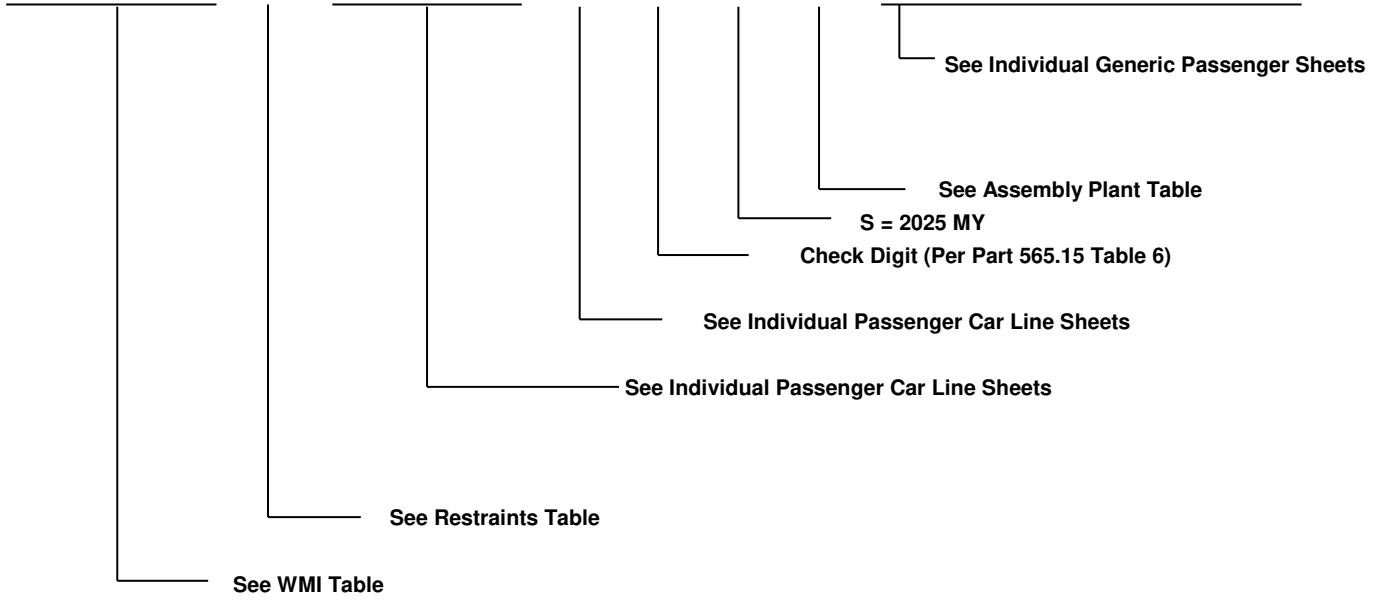 See Individual Generic Passenger Sheets
See Assembly Plant Table
S = 2025 MY
Check Digit (Per Part 565.15 Table 6)
See Individual Passenger Car Line Sheets
See Individual Passenger Car Line Sheets
See Restraints Table
See WMI Table